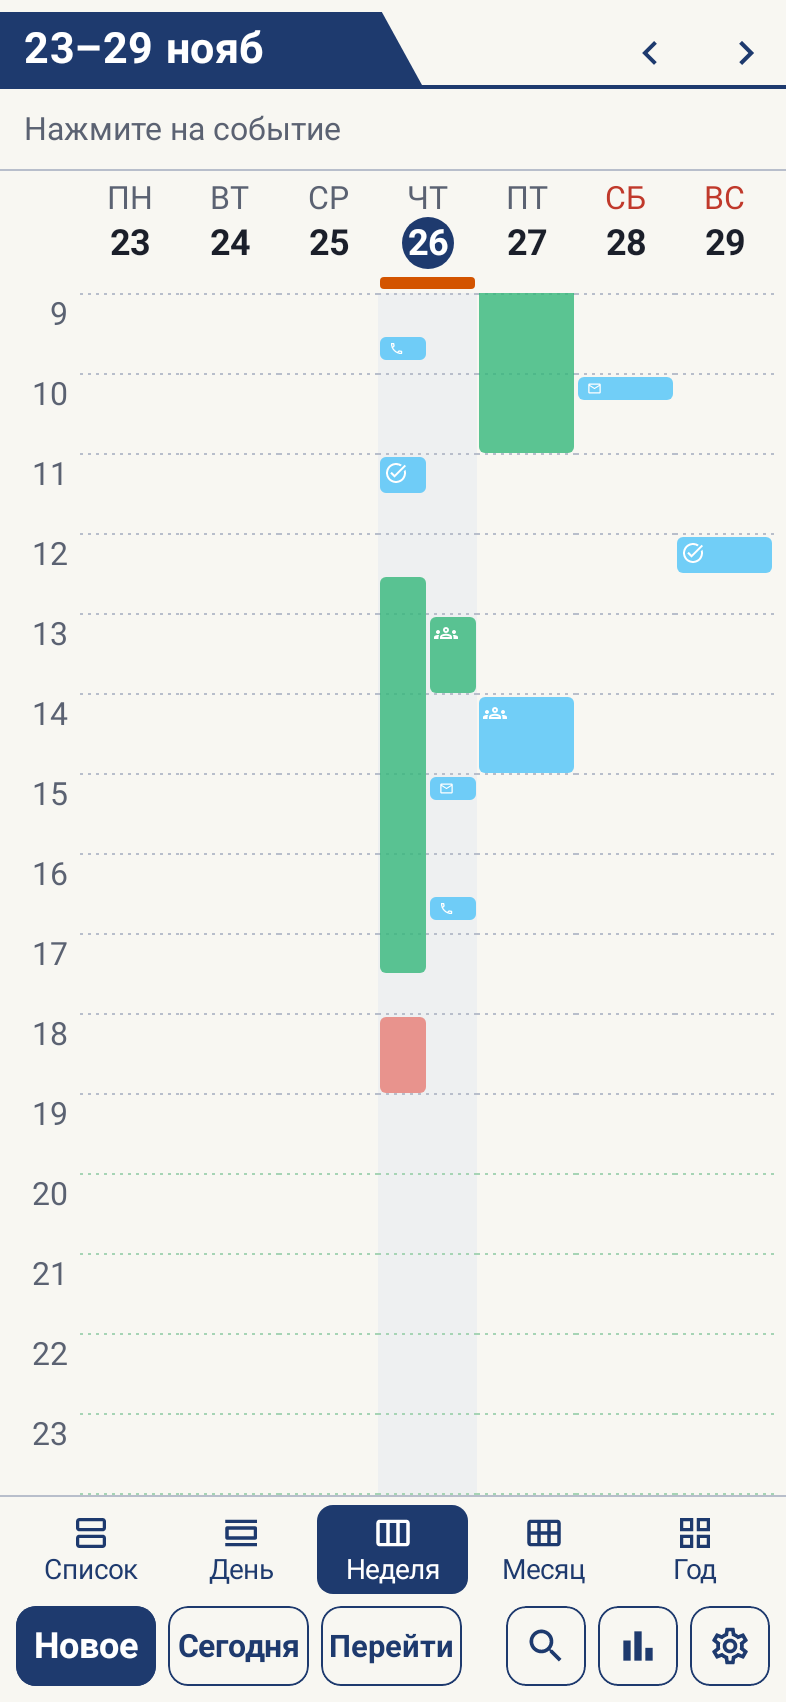 23–29 нояб
Нажмите на событие
ПН ВТ СР ЧТ ПТ СБ ВС
23 24 25 26 27 28 29
9
10
11
12
13
14
15
16
17
18
19
20
21
22
23
Список День Неделя Месяц Год
Новое Сегодня Перейти